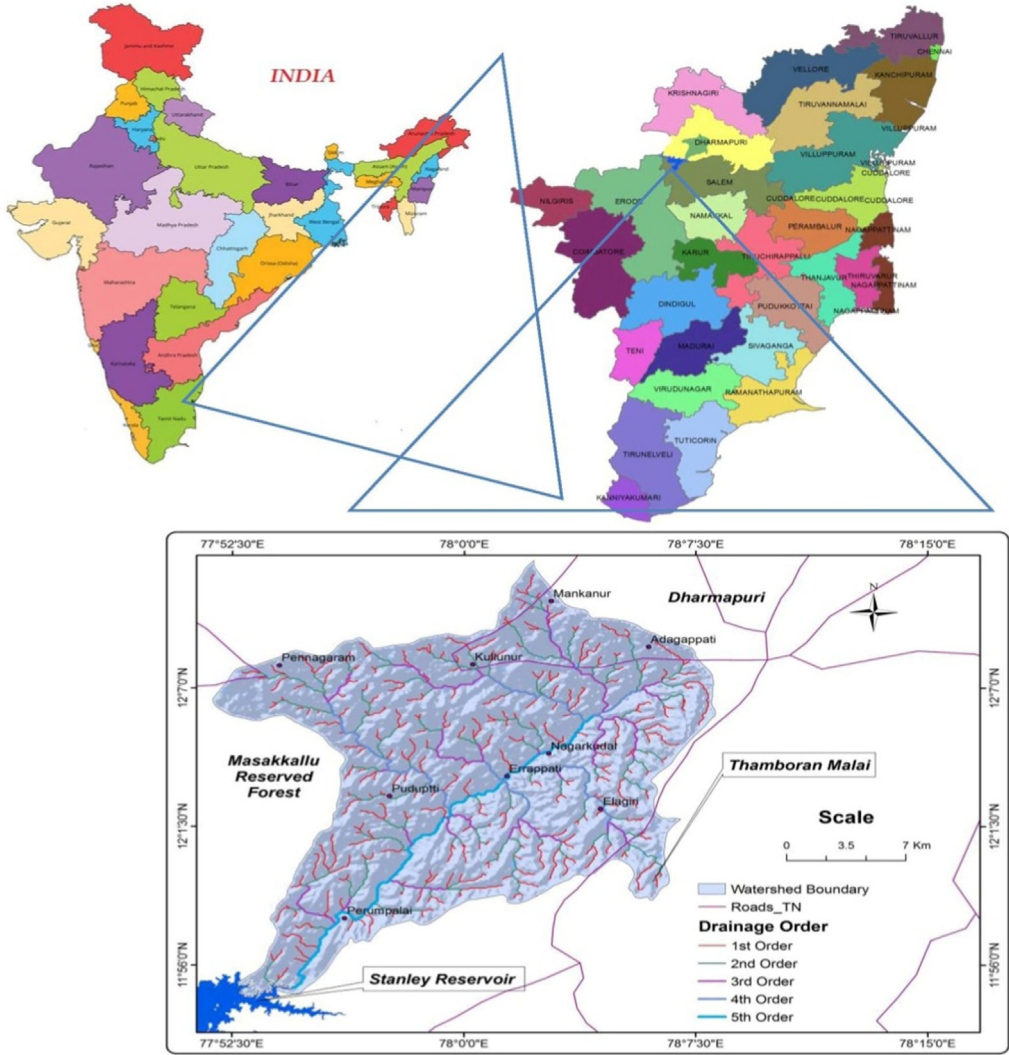 INDIA
Jammu and Kashmir
Himachal Pradesh
Punjab
Uttarakhand
Haryana
Rajasthan
Uttar Pradesh
Bihar
Sikkim
Arunachal Pradesh
Nagaland
Meghalaya
Manipur
Mizoram
Gujarat
Madhya Pradesh
Jharkhand
West Bengal
Chhattisgarh
Orissa (Odisha)
Maharashtra
Telangana
Karnataka
Andhra Pradesh
Kerala
Tamil Nadu
TIRUVALLUR
CHENNAI
VELLORE
KANCHIPURAM
KRISHNAGIRI
TIRUVANNAMALAI
DHARMAPURI
VILLUPPURAM
VILLUPPURAM
VILLUPPURAM
CUDDALORE
SALEM
NILGIRIS
ERODE
NAMAKKAL
CUDDALORE
CUDDALORE
CUDDALORE
PERAMBALUR
NAGAPPATTINAM
COIMBATORE
KARUR
TIRUCHIRAPPALLI
THANJAVUR
THIRUVARUR
NAGAPPATTINAM
DINDIGUL
PUDUKKOTTAI
NAGAPPATTINAM
TENI
MADURAI
SIVAGANGA
VIRUDUNAGAR
RAMANATHAPURAM
TUTICORIN
TIRUNELVELI
KANNIYAKUMARI
77°52'30"E
78°0'0"E
78°7'30"E
78°15'0"E
Mankanur
Dharmapuri
N
Adagappati
Pennagaram
Kullunur
12°7'0"N
12°7'0"N
Nagarkudal
Masakkallu
Reserved
Forest
Errappati
Thamboran Malai
Puduptti
Elagiri
Scale
12°1'30"N
12°1'30"N
0 3.5 7 Km
Watershed Boundary
Roads_TN
Perumpalai
Drainage Order
1st Order
2nd Order
3rd Order
4th Order
5th Order
11°56'0"N
11°56'0"N
Stanley Reservoir
77°52'30"E
78°0'0"E
78°7'30"E
78°15'0"E